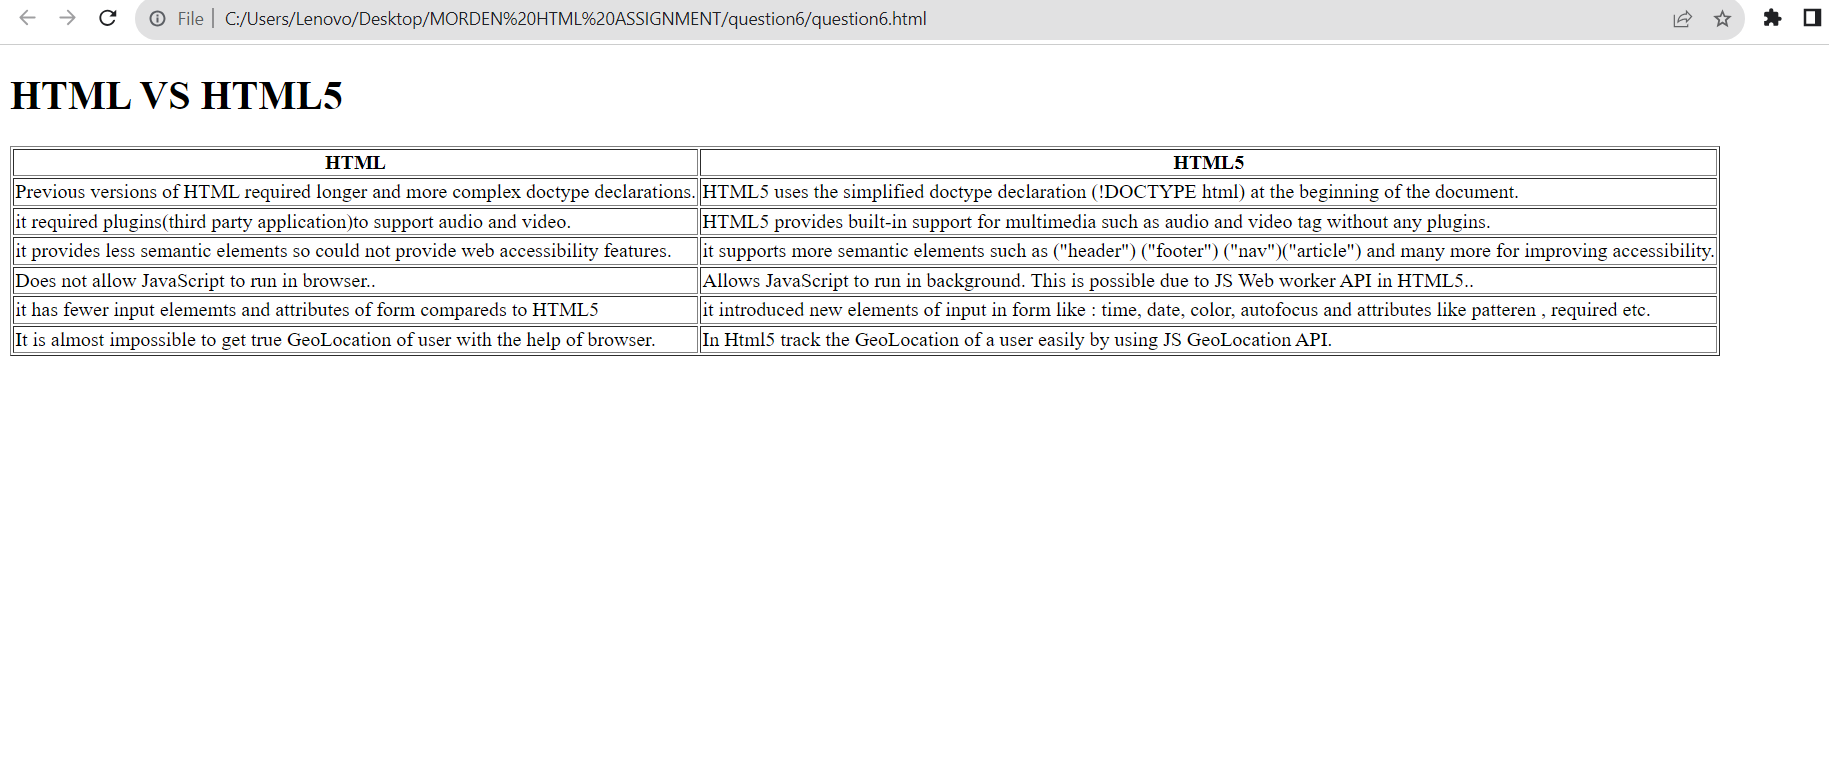 File | C:/Users/Lenovo/Desktop/MORDEN%20HTML%20ASSIGNMENT/question6/question6.html
HTML VS HTML5
HTML HTML5
Previous versions of HTML required longer and more complex doctype declarations. HTML5 uses the simplified doctype declaration (!DOCTYPE html) at the beginning of the document.
it required plugins(third party application)to support audio and video. HTML5 provides built-in support for multimedia such as audio and video tag without any plugins.
it provides less semantic elements so could not provide web accessibility features. it supports more semantic elements such as ("header") ("footer") ("nav")("article") and many more for improving accessibility.
Does not allow JavaScript to run in browser.. Allows JavaScript to run in background. This is possible due to JS Web worker API in HTML5..
it has fewer input elememts and attributes of form compareds to HTML5 it introduced new elements of input in form like : time, date, color, autofocus and attributes like patteren , required etc.
It is almost impossible to get true GeoLocation of user with the help of browser. In Html5 track the GeoLocation of a user easily by using JS GeoLocation API.